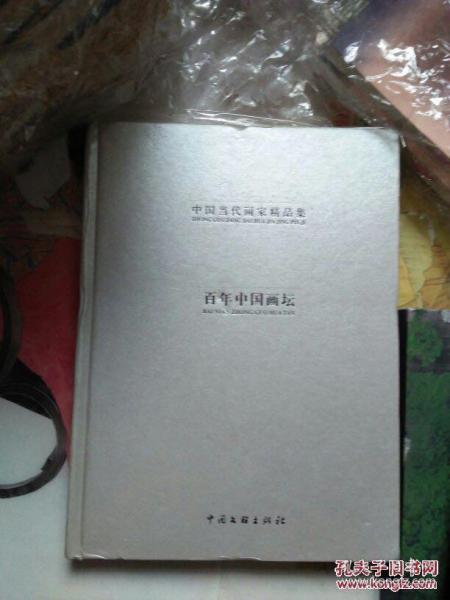 中国当代画家精品集
ZHONG GUO DANG DAI HUA JIA JING PIN JI
百年中国画坛
BAI NIAN ZHONG GUO HUA TAN
中国文联出版社
孔夫子旧书网
www.kongfz.com